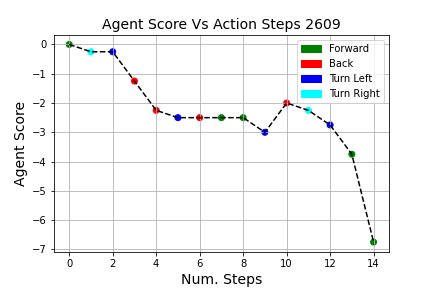 Agent Score Vs Action Steps 2609
Forward
Back
Turn Left
Turn Right
Agent Score
0
−1
−2
−3
−4
−5
−6
−7
0 2 4 6 8 10 12 14
Num. Steps